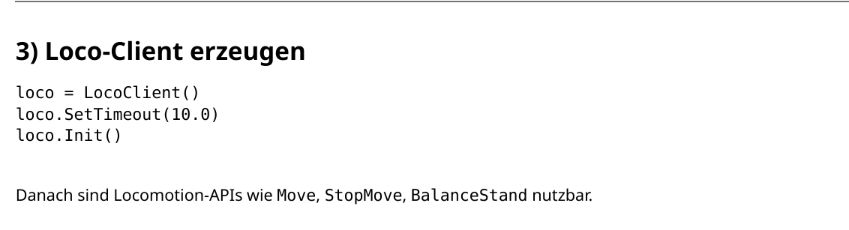 3) Loco-Client erzeugen
loco = LocoClient()
loco.SetTimeout(10.0)
loco.Init()
Danach sind Locomotion-APIs wie Move, StopMove, BalanceStand nutzbar.